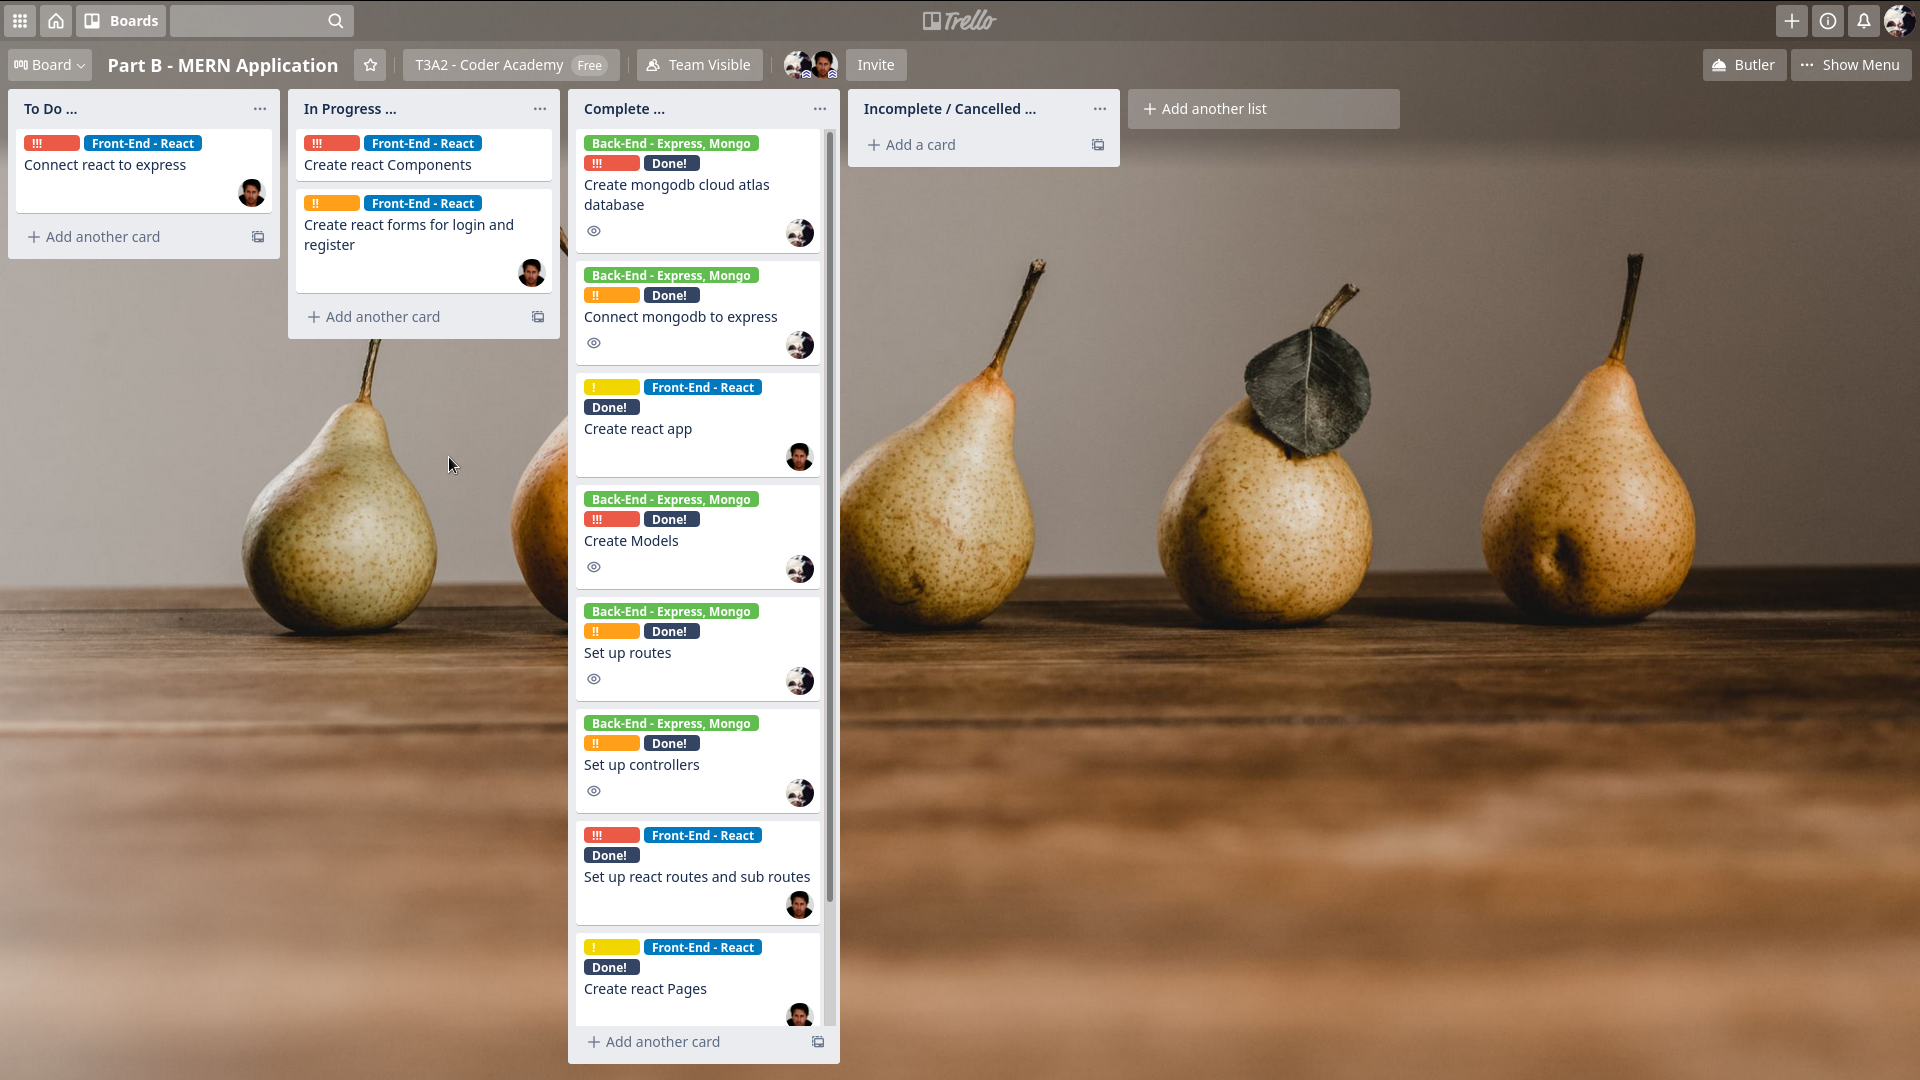 Boards
Trello
Board
Part B - MERN Application
T3A2 - Coder Academy Free
Team Visible
Invite
Butler
... Show Menu
To Do ...
!!! Front-End - React
Connect react to express
+ Add another card
In Progress ...
!!! Front-End - React
Create react Components
!! Front-End - React
Create react forms for login and
register
+ Add another card
Complete ...
Back-End - Express, Mongo
!!! Done!
Create mongodb cloud atlas
database
Back-End - Express, Mongo
!! Done!
Connect mongodb to express
! Front-End - React
Done!
Create react app
Back-End - Express, Mongo
!!! Done!
Create Models
Back-End - Express, Mongo
!! Done!
Set up routes
Back-End - Express, Mongo
!! Done!
Set up controllers
!!! Front-End - React
Done!
Set up react routes and sub routes
! Front-End - React
Done!
Create react Pages
+ Add another card
Incomplete / Cancelled ...
+ Add a card
+ Add another list